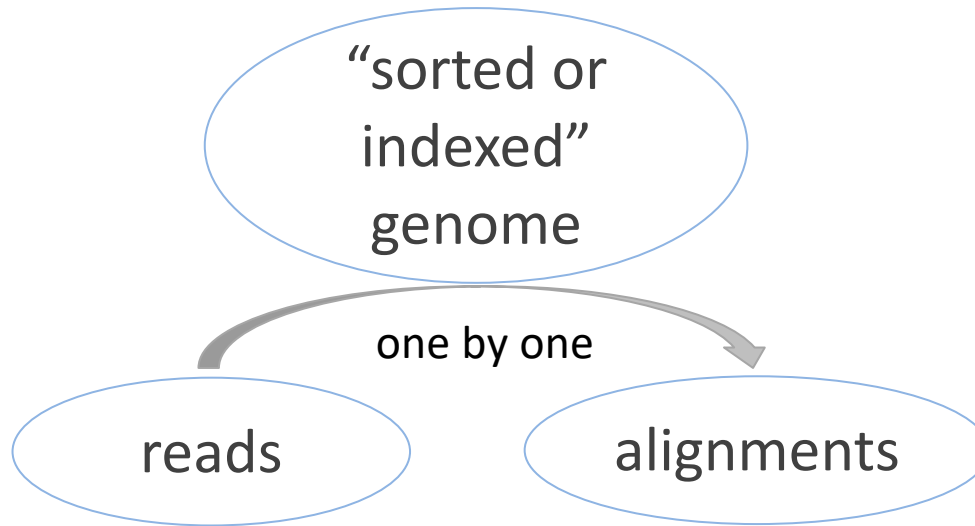 “sorted or
indexed”
genome
one by one
reads
alignments